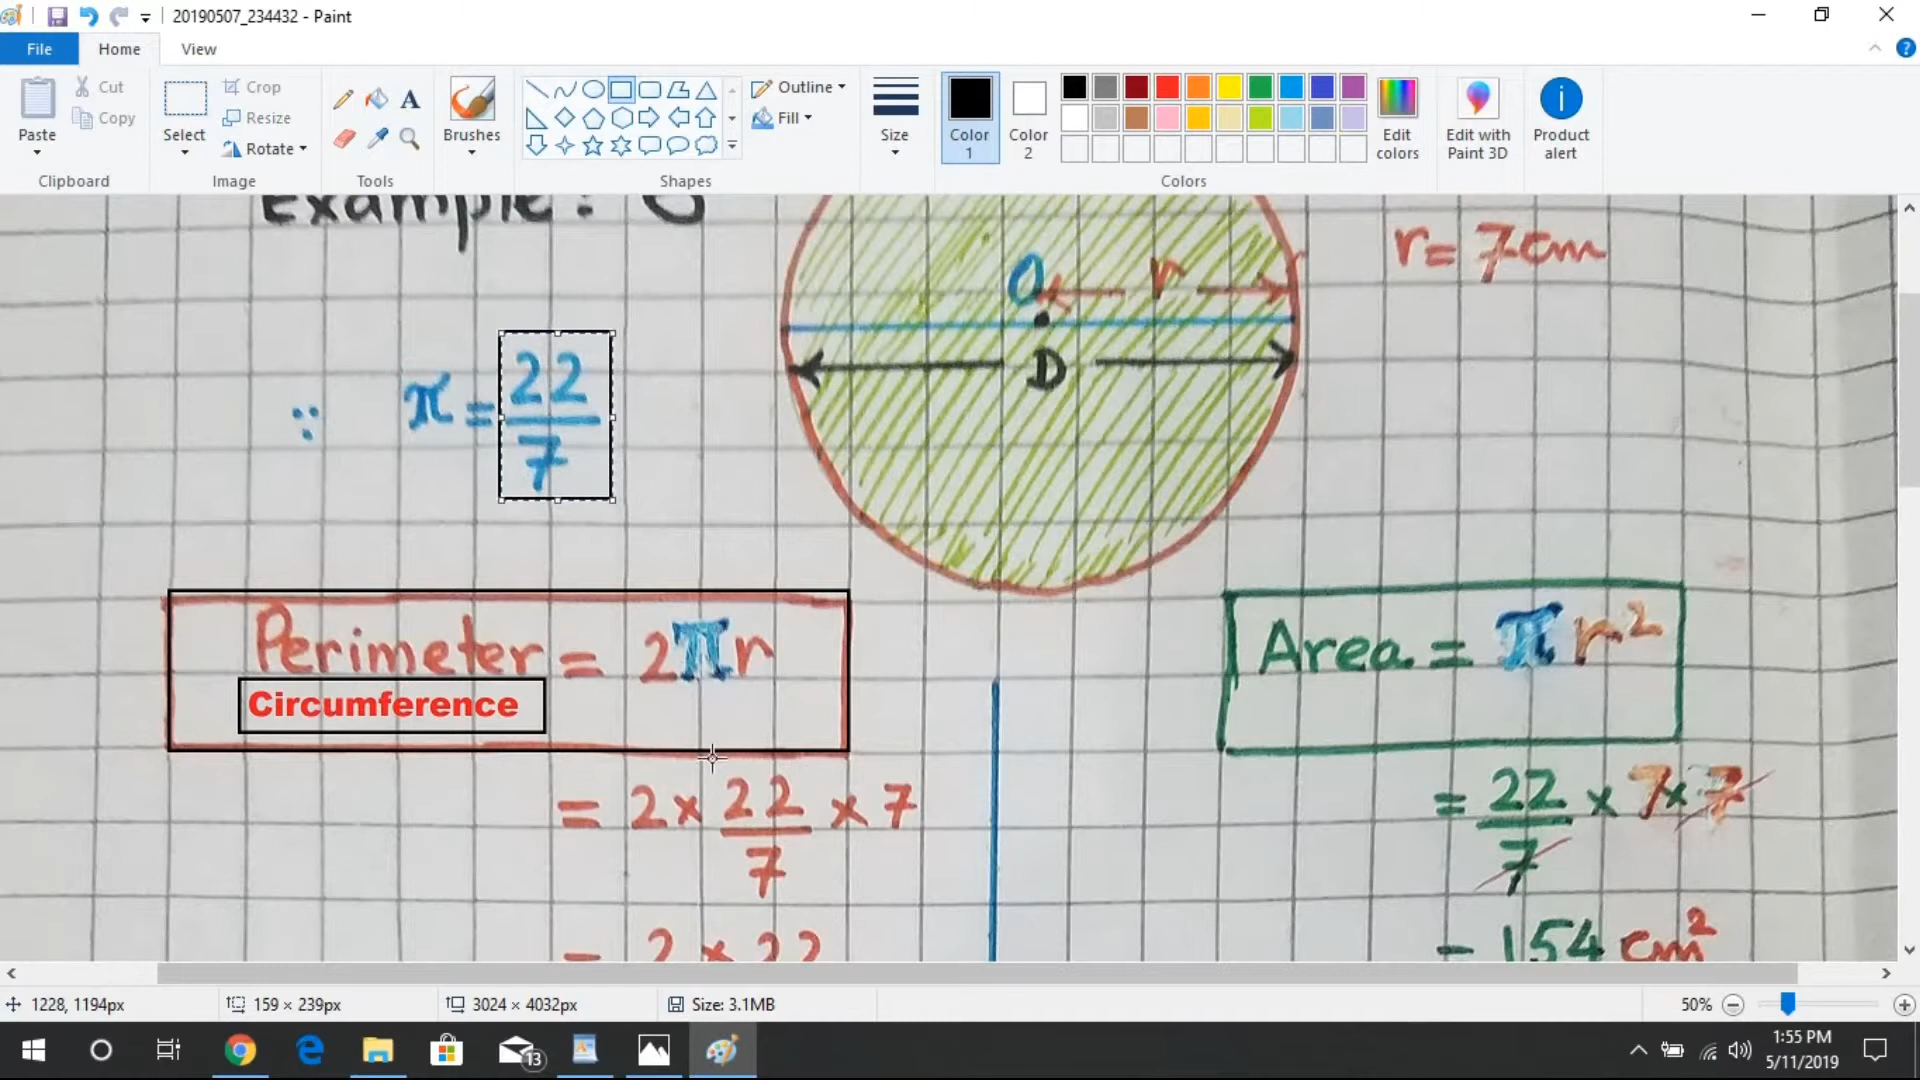 20190507_234432 - Paint
File Home View
Paste
Cut
Copy
Clipboard
Select
Crop
Resize
Rotate
Image
A
Tools
Brushes
Shapes
Outline
Fill
Size
Color 1
Color 2
Colors
Edit colors
Edit with Paint 3D
Product alert
Example:
r = 7cm
O r
D
∵ π = 22/7
Perimeter = 2πr
Circumference
= 2 × 22/7 × 7
= 2 × 22
Area = πr²
= 22/7 × 7 × 7
= 154 cm²
1228, 1194px
159 × 239px
3024 × 4032px
Size: 3.1MB
50%
13
1:55 PM
5/11/2019